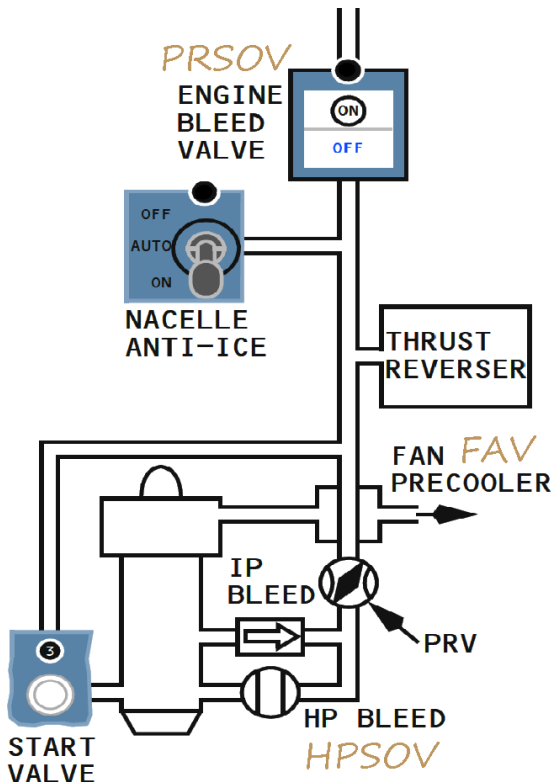 PRSOV
ENGINE
BLEED
VALVE
ON
OFF
OFF
AUTO
ON
NACELLE
ANTI-ICE
THRUST
REVERSER
FAN FAV
PRECOOLER
IP
BLEED
PRV
3
HP BLEED
HPSOV
START
VALVE